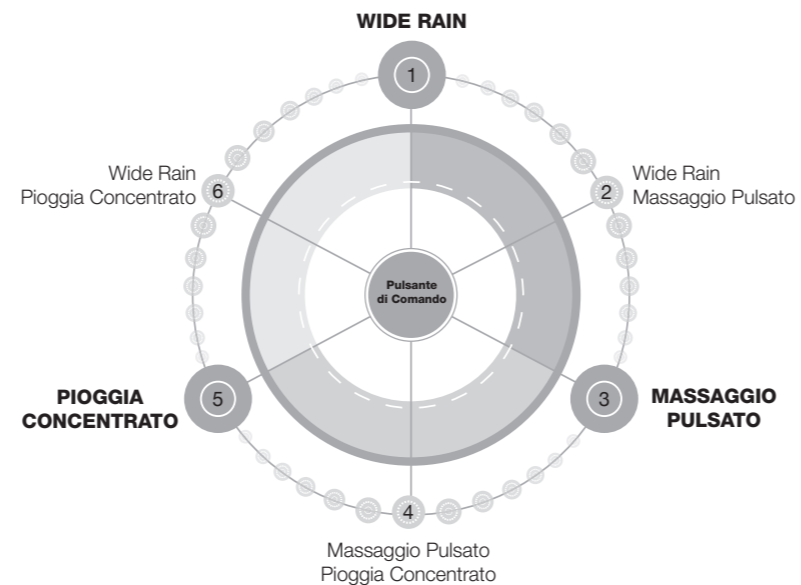 WIDE RAIN
1
Wide Rain
Pioggia Concentrato
6
2
Wide Rain
Massaggio Pulsato
Pulsante
di Comando
PIOGGIA
CONCENTRATO
5
3
MASSAGGIO
PULSATO
4
Massaggio Pulsato
Pioggia Concentrato